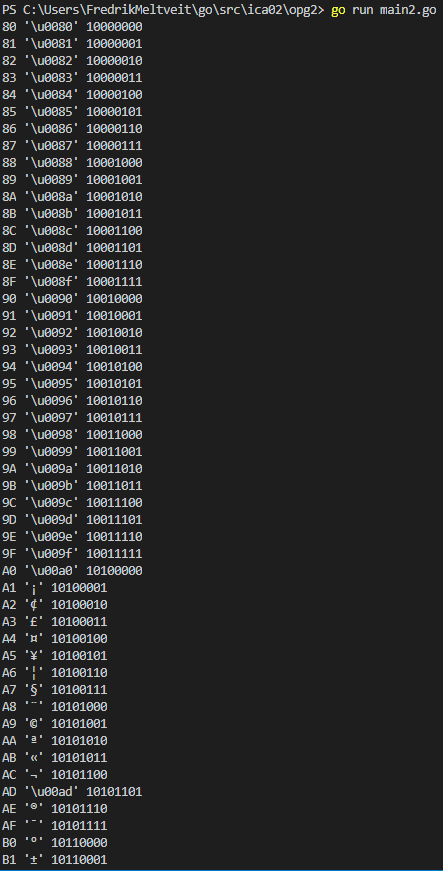 PS C:\Users\FredrikMeltveit\go\src\ica02\opg2> go run main2.go
80 '\u0080' 10000000
81 '\u0081' 10000001
82 '\u0082' 10000010
83 '\u0083' 10000011
84 '\u0084' 10000100
85 '\u0085' 10000101
86 '\u0086' 10000110
87 '\u0087' 10000111
88 '\u0088' 10001000
89 '\u0089' 10001001
8A '\u008a' 10001010
8B '\u008b' 10001011
8C '\u008c' 10001100
8D '\u008d' 10001101
8E '\u008e' 10001110
8F '\u008f' 10001111
90 '\u0090' 10010000
91 '\u0091' 10010001
92 '\u0092' 10010010
93 '\u0093' 10010011
94 '\u0094' 10010100
95 '\u0095' 10010101
96 '\u0096' 10010110
97 '\u0097' 10010111
98 '\u0098' 10011000
99 '\u0099' 10011001
9A '\u009a' 10011010
9B '\u009b' 10011011
9C '\u009c' 10011100
9D '\u009d' 10011101
9E '\u009e' 10011110
9F '\u009f' 10011111
A0 '\u00a0' 10100000
A1 '¡' 10100001
A2 '¢' 10100010
A3 '£' 10100011
A4 '¤' 10100100
A5 '¥' 10100101
A6 '¦' 10100110
A7 '§' 10100111
A8 '¨' 10101000
A9 '©' 10101001
AA 'ª' 10101010
AB '«' 10101011
AC '¬' 10101100
AD '\u00ad' 10101101
AE '®' 10101110
AF '¯' 10101111
B0 'º' 10110000
B1 '±' 10110001